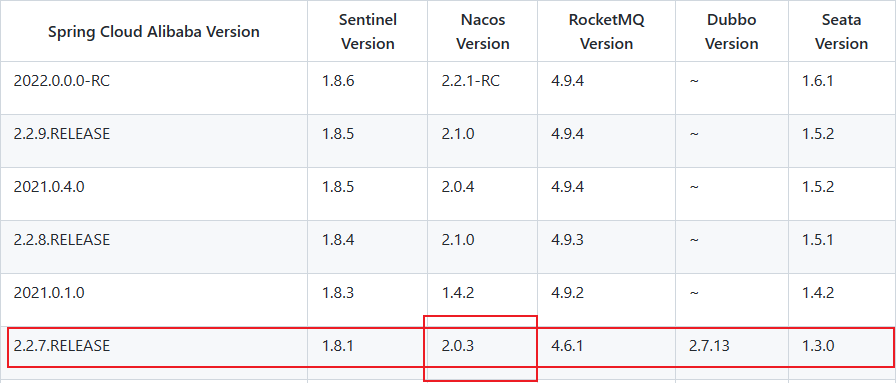 Spring Cloud Alibaba Version Sentinel Version Nacos Version RocketMQ Version Dubbo Version Seata Version
2022.0.0.0-RC 1.8.6 2.2.1-RC 4.9.4 ~ 1.6.1
2.2.9.RELEASE 1.8.5 2.1.0 4.9.4 ~ 1.5.2
2021.0.4.0 1.8.5 2.0.4 4.9.4 ~ 1.5.2
2.2.8.RELEASE 1.8.4 2.1.0 4.9.3 ~ 1.5.1
2021.0.1.0 1.8.3 1.4.2 4.9.2 ~ 1.4.2
2.2.7.RELEASE 1.8.1 2.0.3 4.6.1 2.7.13 1.3.0